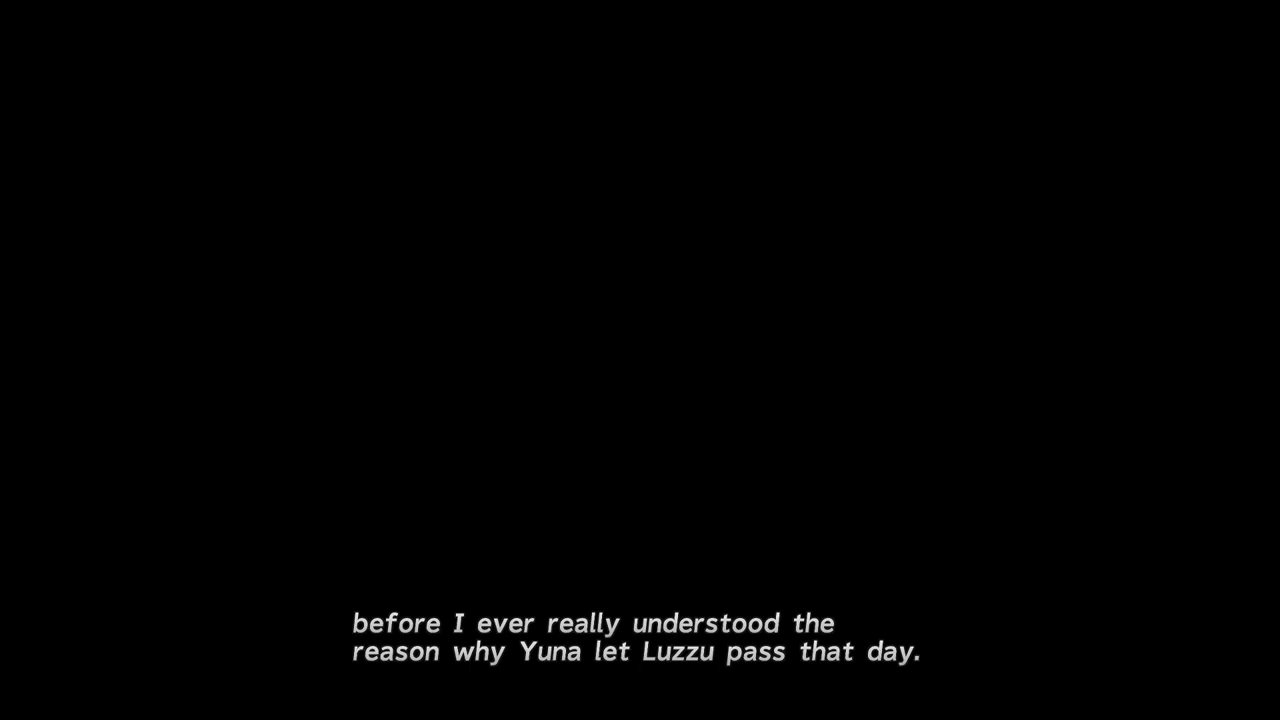 before I ever really understood the
reason why Yuna let Luzzu pass that day.